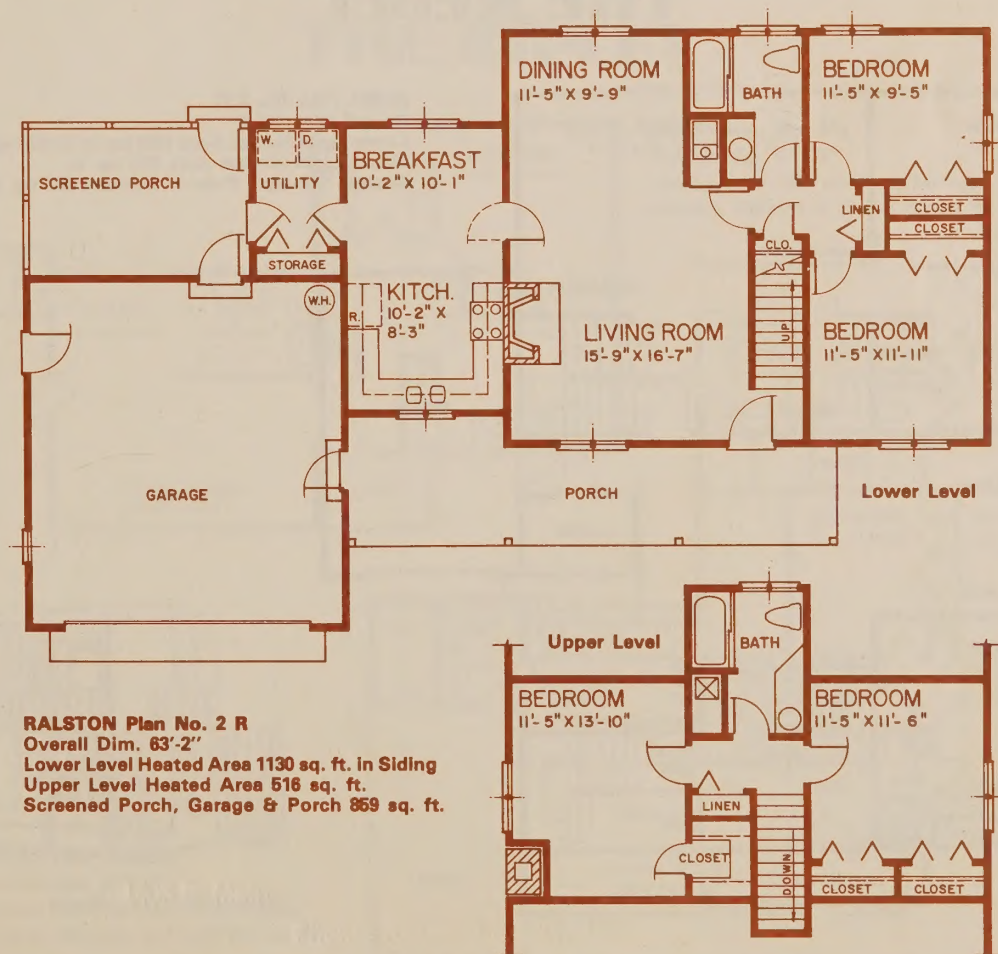 DINING ROOM
11'-5" X 9'-9"
BATH
BEDROOM
11'-5" X 9'-5"
SCREENED PORCH
W.
D.
UTILITY
BREAKFAST
10'-2" X 10'-1"
STORAGE
LINEN
CLOSET
CLOSET
CLO.
W.H.
R.
KITCH.
10'-2" X
8'-3"
LIVING ROOM
15'-9" X 16'-7"
UP
BEDROOM
11'-5" X 11'-11"
GARAGE
PORCH
Lower Level
Upper Level
BATH
BEDROOM
11'-5" X 13'-10"
BEDROOM
11'-5" X 11'-6"
LINEN
CLOSET
DOWN
CLOSET
CLOSET
RALSTON Plan No. 2 R
Overall Dim. 63'-2"
Lower Level Heated Area 1130 sq. ft. in Siding
Upper Level Heated Area 516 sq. ft.
Screened Porch, Garage & Porch 859 sq. ft.